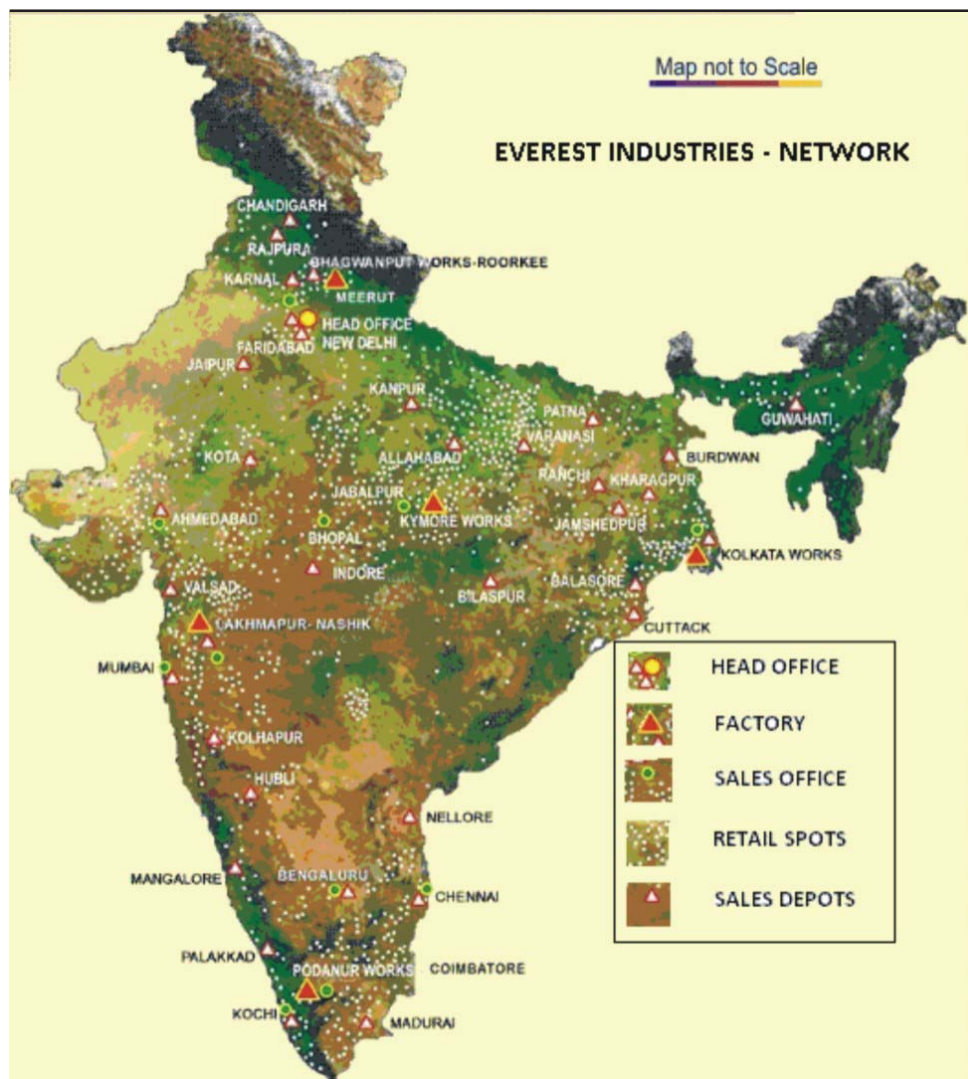 Map not to Scale
EVEREST INDUSTRIES - NETWORK
CHANDIGARH
RAJPURA
BHAGWANPUT WORKS-ROORKEE
KARNAL
MEERUT
HEAD OFFICE
NEW DELHI
FARIDABAD
JAIPUR
KANPUR
PATNA
GUWAHATI
VARANASI
ALLAHABAD
KOTA
BURDWAN
RANCHI
KHARAGPUR
JABALPUR
AHMEDABAD
KYMORE WORKS
JAMSHEDPUR
BHOPAL
KOLKATA WORKS
INDORE
BALASORE
VALSAD
BILASPUR
LAKHMAPUR- NASHIK
CUTTACK
MUMBAI
HEAD OFFICE
FACTORY
KOLHAPUR
SALES OFFICE
HUBLI
NELLORE
RETAIL SPOTS
BENGALURU
MANGALORE
CHENNAI
SALES DEPOTS
PALAKKAD
PODANUR WORKS
COIMBATORE
KOCHI
MADURAI